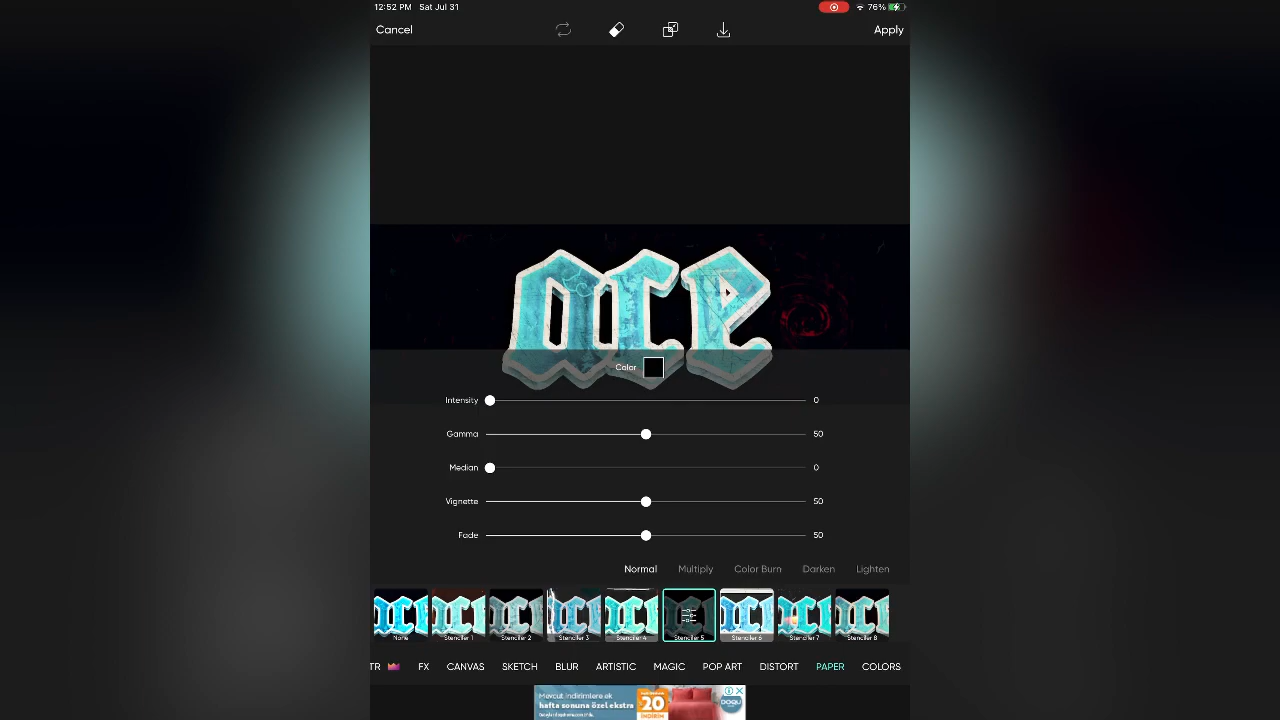 12:52 PM Sat Jul 31 76%
Cancel Apply
oce
Color
Intensity 0
Gamma 50
Median 0
Vignette 50
Fade 50
Normal Multiply Color Burn Darken Lighten
None Stenciler 1 Stenciler 2 Stenciler 3 Stenciler 4 Stenciler 5 Stenciler 6 Stenciler 7 Stenciler 8
TR FX CANVAS SKETCH BLUR ARTISTIC MAGIC POP ART DISTORT PAPER COLORS
Mevcut indirimlere ek
hafta sonuna özel ekstra
%20
İNDİRİM